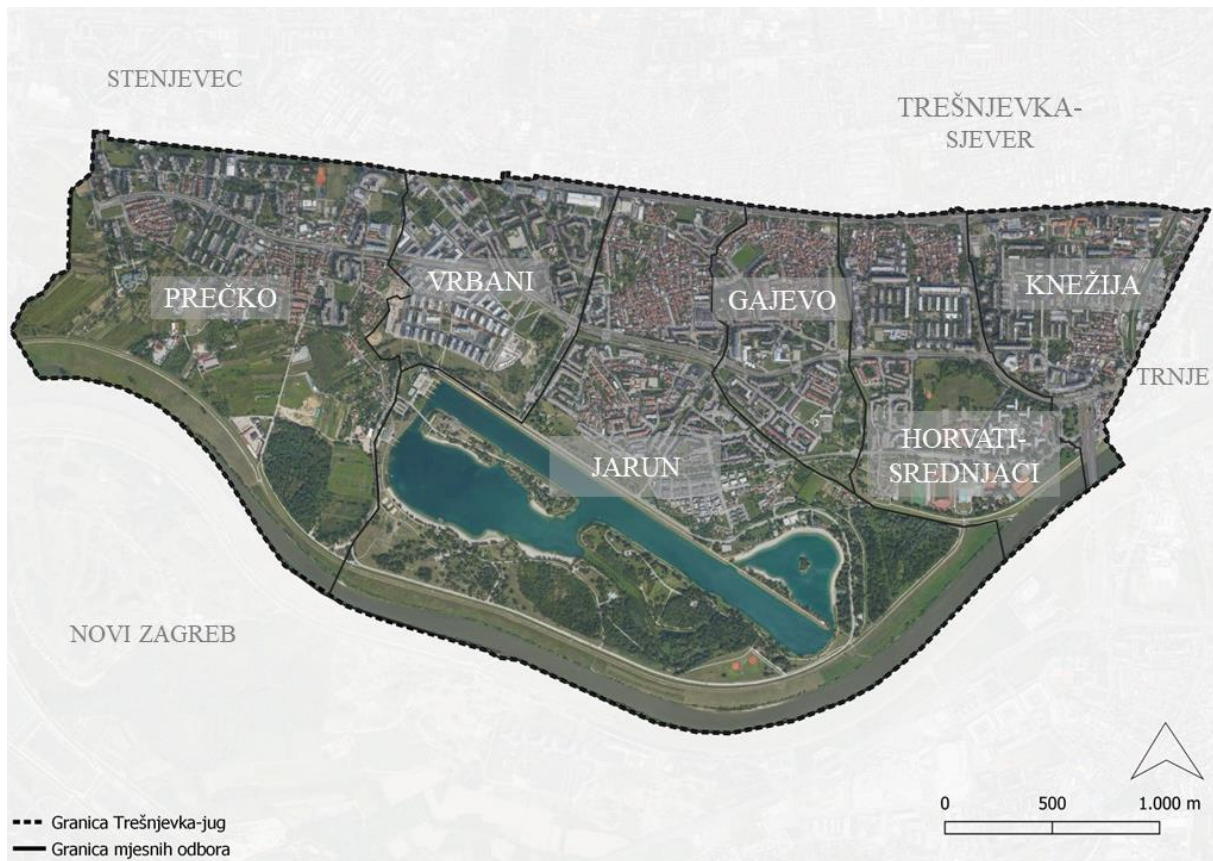 STENJEVEC
TREŠNJEVKA-
SJEVER
PREČKO
VRBANI
GAJEVO
KNEŽIJA
TRNJE
JARUN
HORVATI-
SREDNJACI
NOVI ZAGREB
0 500 1.000 m
Granica Trešnjevka-jug
Granica mjesnih odbora